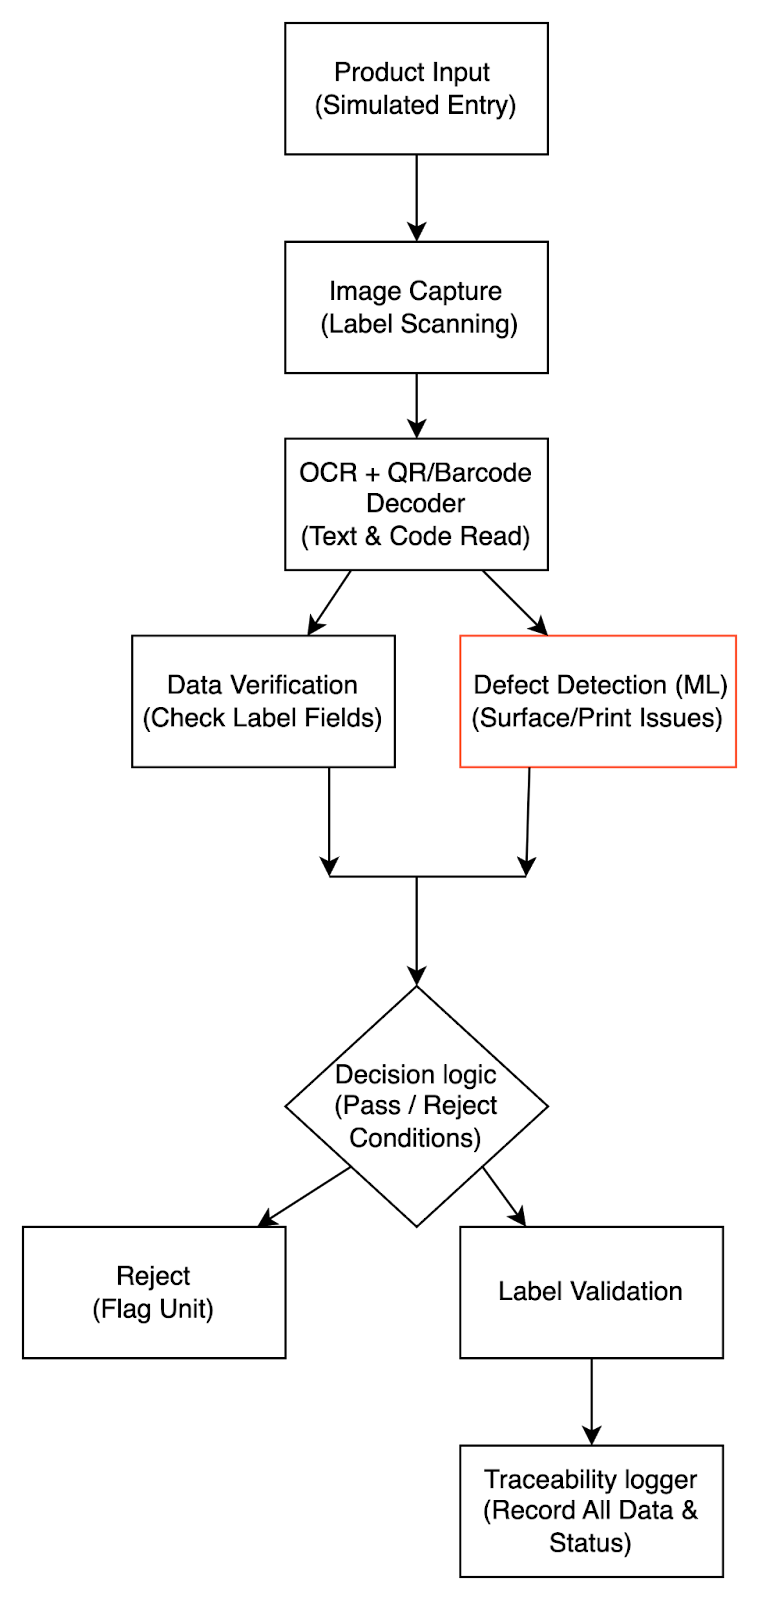 Product Input
(Simulated Entry)
Image Capture
(Label Scanning)
OCR + QR/Barcode
Decoder
(Text & Code Read)
Data Verification
(Check Label Fields)
Defect Detection (ML)
(Surface/Print Issues)
Decision logic
(Pass / Reject
Conditions)
Reject
(Flag Unit)
Label Validation
Traceability logger
(Record All Data &
Status)